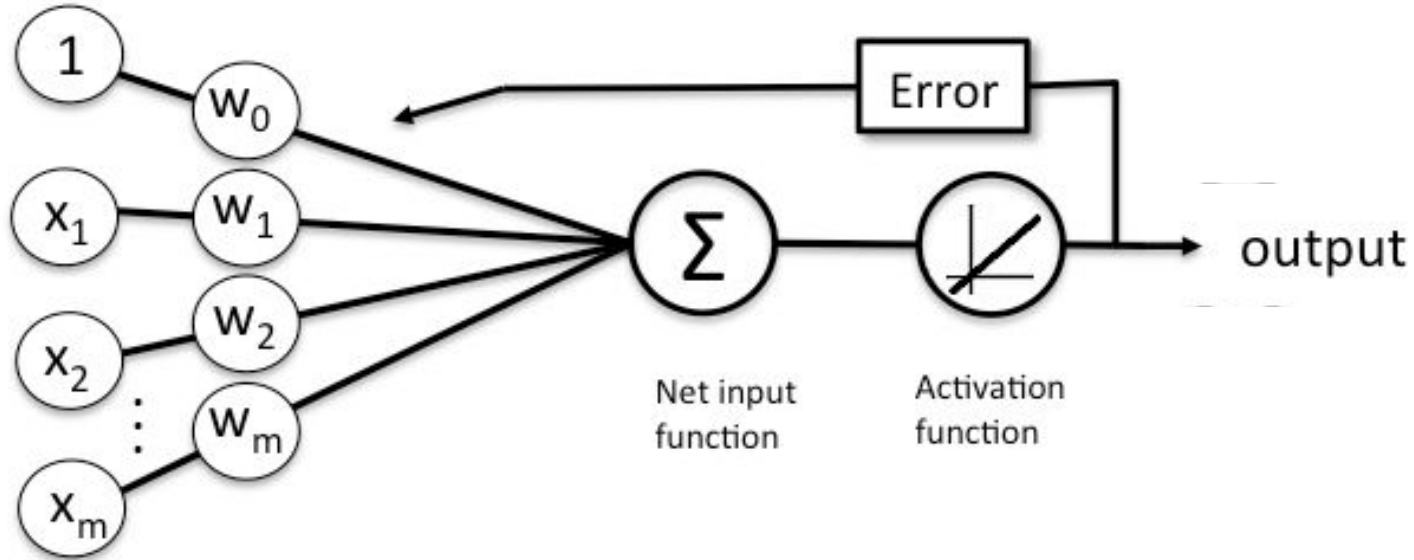 1
w0
Error
x1
w1
Σ
output
x2
w2
Net input
function
Activation
function
⋮
wm
xm